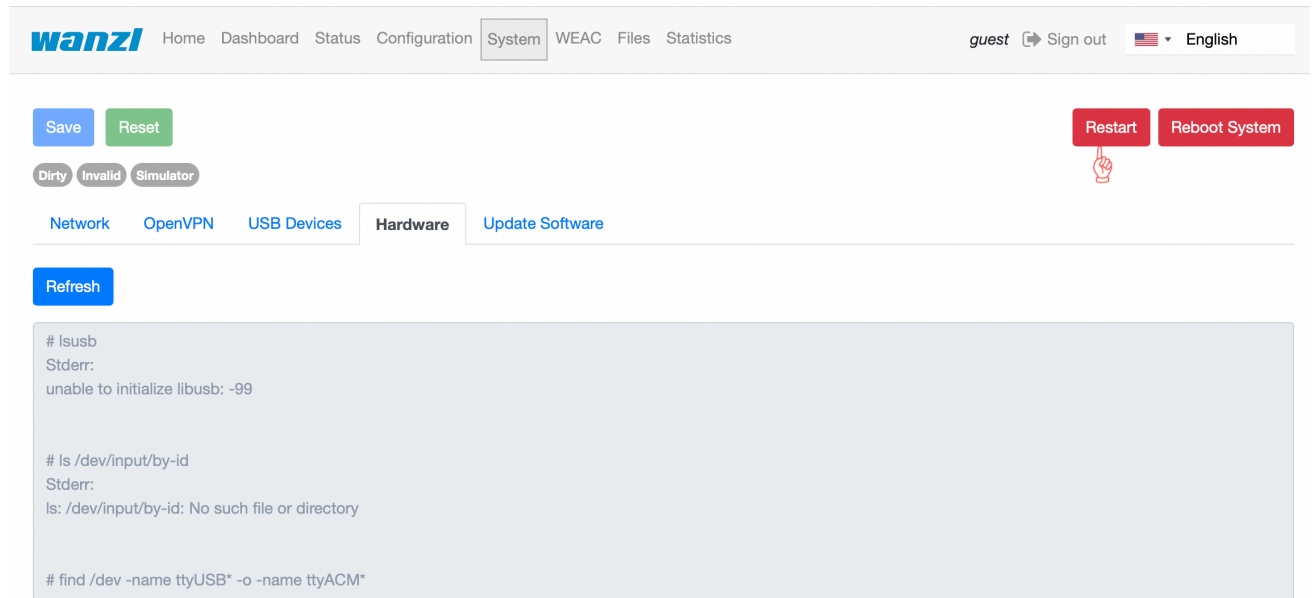 wanzl Home Dashboard Status Configuration System WEAC Files Statistics guest Sign out English
Save Reset Restart Reboot System
Dirty Invalid Simulator
Network OpenVPN USB Devices Hardware Update Software
Refresh
# lsusb
Stderr:
unable to initialize libusb: -99
# ls /dev/input/by-id
Stderr:
ls: /dev/input/by-id: No such file or directory
# find /dev -name ttyUSB* -o -name ttyACM*